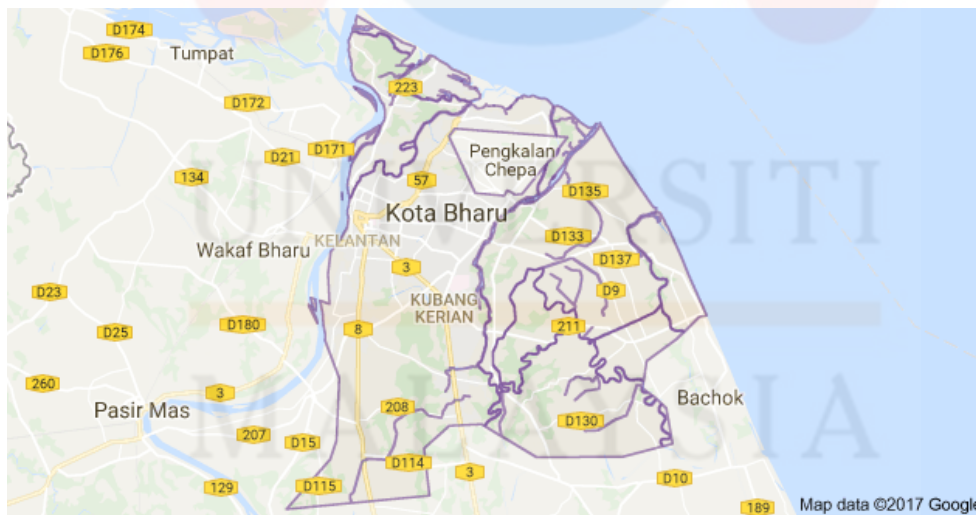 D174
D176
Tumpat
223
D172
D171
Pengkalan
Chepa
D21
134
57
D135
Kota Bharu
KELANTAN
D133
Wakaf Bharu
3
D137
KUBANG
KERIAN
D9
D23
D180
8
211
D25
260
3
Pasir Mas
208
Bachok
D130
207
D15
D114
3
D10
129
D115
189
Map data ©2017 Google
UNIVERSITI
MALAYSIA